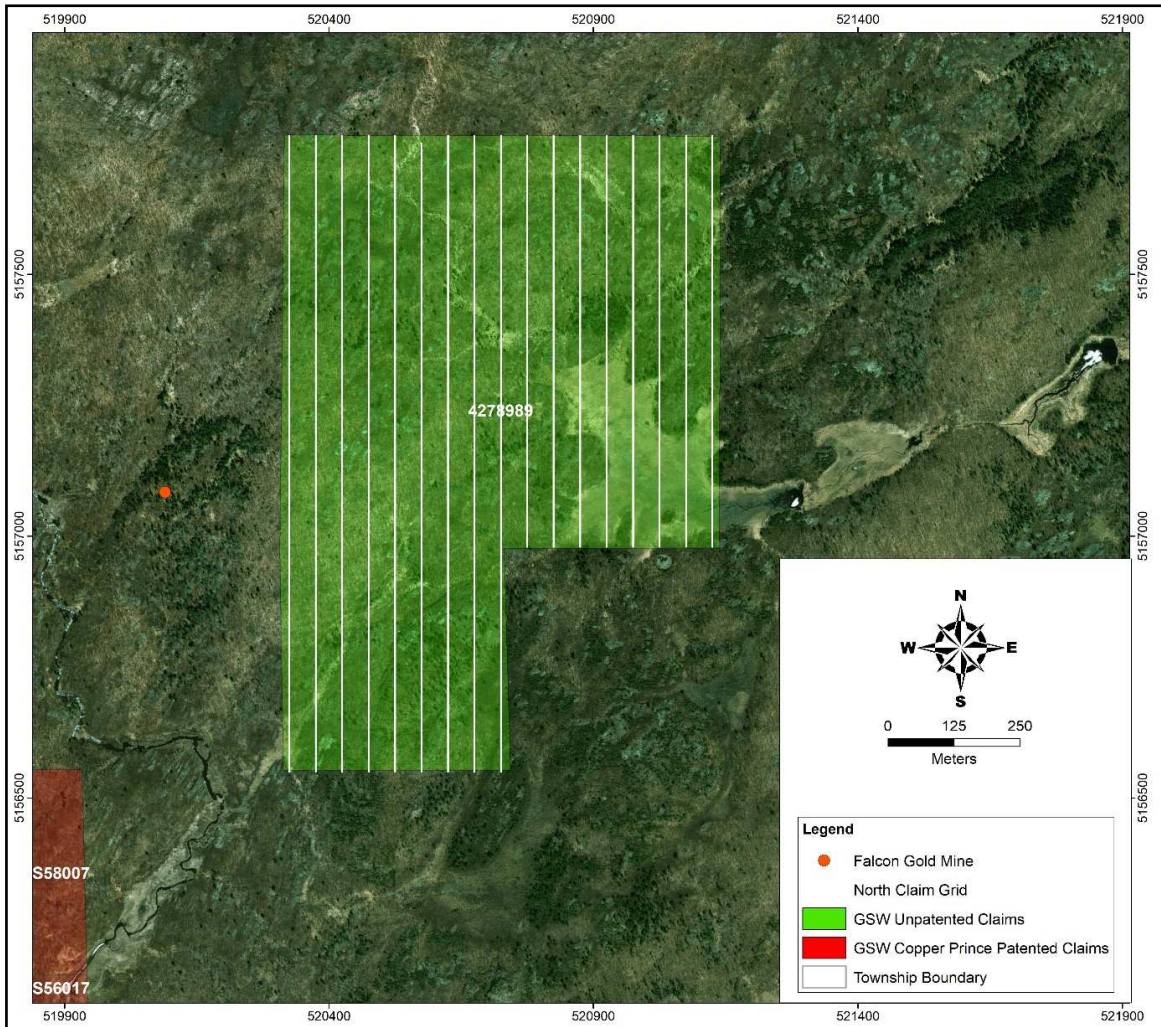 519900 520400 520900 521400 521900
5157500 5157500
4278989
5157000 5157000
N
W E
S
0 125 250
Meters
5156500 5156500
Legend
Falcon Gold Mine
North Claim Grid
GSW Unpatented Claims
GSW Copper Prince Patented Claims
Township Boundary
S58007
S56017
519900 520400 520900 521400 521900